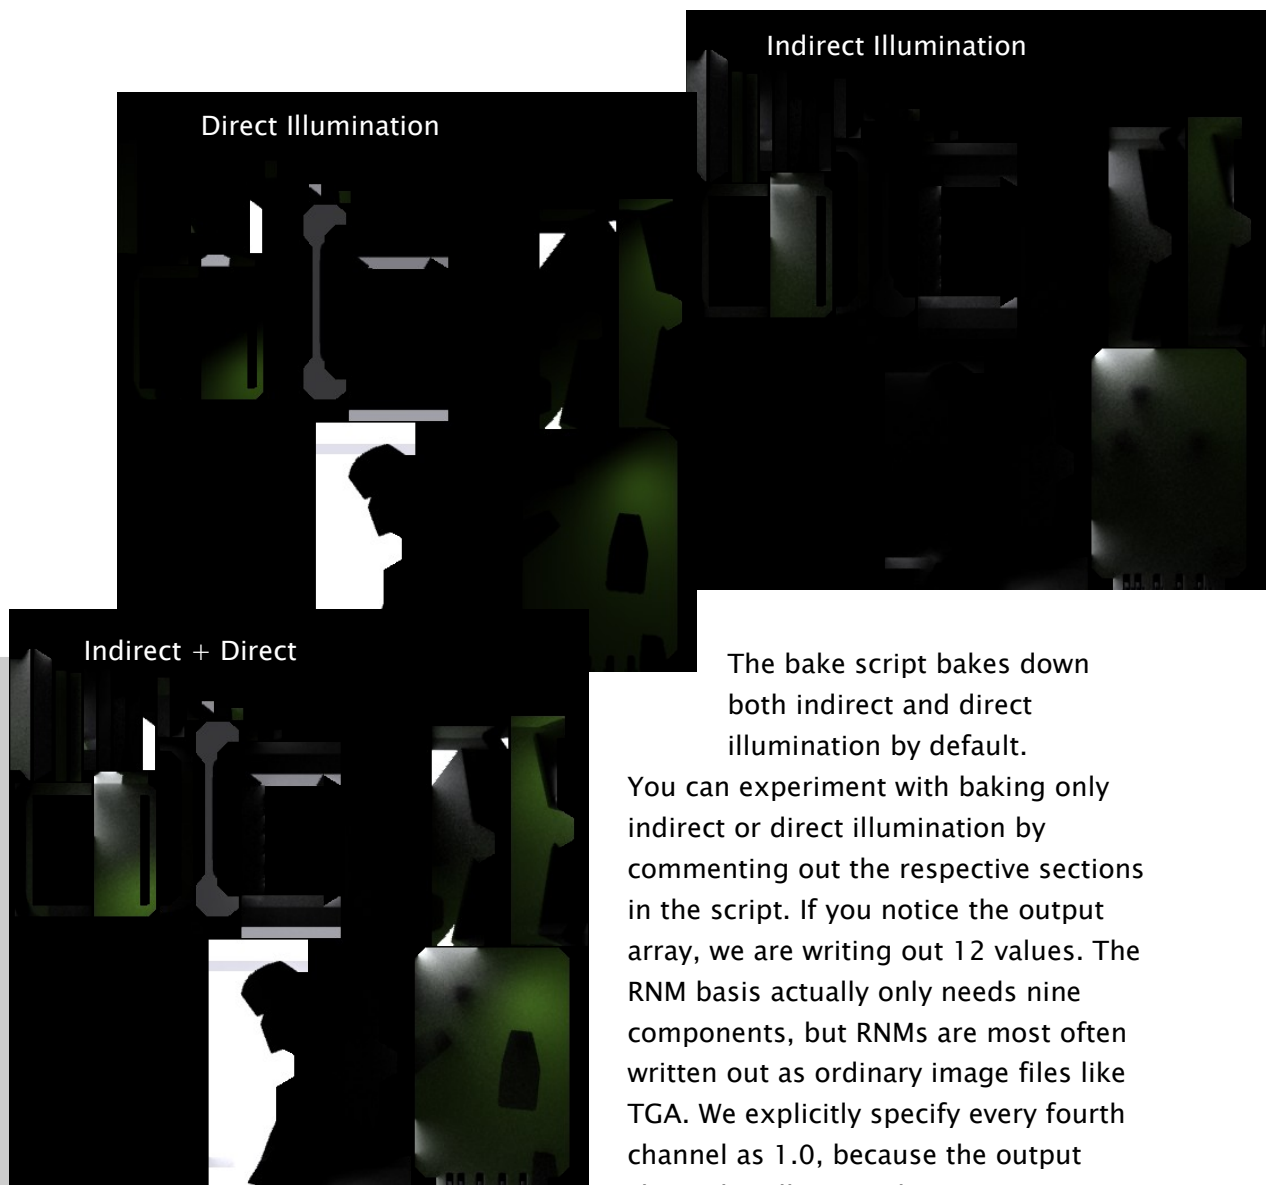 Indirect Illumination
Direct Illumination
Indirect + Direct
The bake script bakes down
both indirect and direct
illumination by default.
You can experiment with baking only
indirect or direct illumination by
commenting out the respective sections
in the script. If you notice the output
array, we are writing out 12 values. The
RNM basis actually only needs nine
components, but RNMs are most often
written out as ordinary image files like
TGA. We explicitly specify every fourth
channel as 1.0, because the output